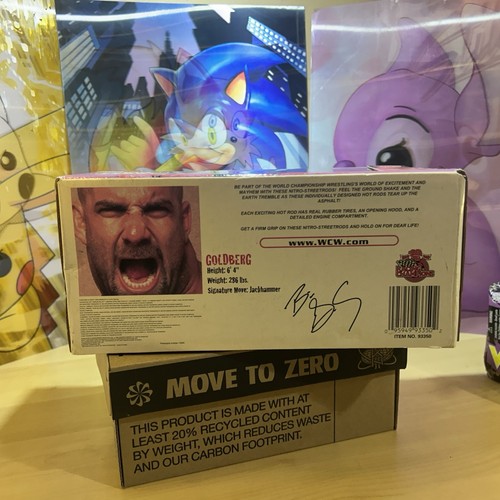 BE PART OF THE WORLD CHAMPIONSHIP WRESTLING'S WORLD OF EXCITEMENT AND
MAYHEM WITH THESE NITRO-STREETRODS! FEEL THE GROUND SHAKE AND THE
EARTH TREMBLE AS THESE INDIVIDUALLY DESIGNED HOT RODS TEAR UP THE
ASPHALT!
EACH EXCITING HOT ROD HAS REAL RUBBER TIRES, AN OPENING HOOD, AND A
DETAILED ENGINE COMPARTMENT.
GET A FIRM GRIP ON THESE NITRO-STREETRODS AND HOLD ON FOR DEAR LIFE!
www.WCW.com
GOLDBERG
Height: 6' 4"
Weight: 286 lbs.
Signature Move: Jackhammer
ITEM NO. 93350
MOVE TO ZERO
THIS PRODUCT IS MADE WITH AT
LEAST 20% RECYCLED CONTENT
BY WEIGHT, WHICH REDUCES WASTE
AND OUR CARBON FOOTPRINT.